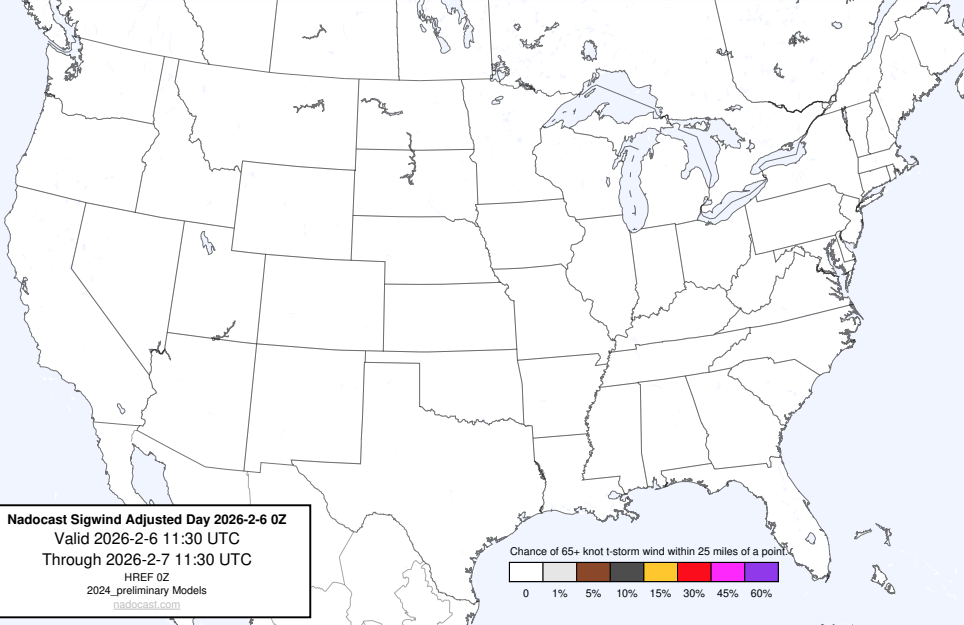 Nadocast Sigwind Adjusted Day 2026-2-6 0Z
Valid 2026-2-6 11:30 UTC
Through 2026-2-7 11:30 UTC
HREF 0Z
2024_preliminary Models
nadocast.com
Chance of 65+ knot t-storm wind within 25 miles of a point.
0 1% 5% 10% 15% 30% 45% 60%